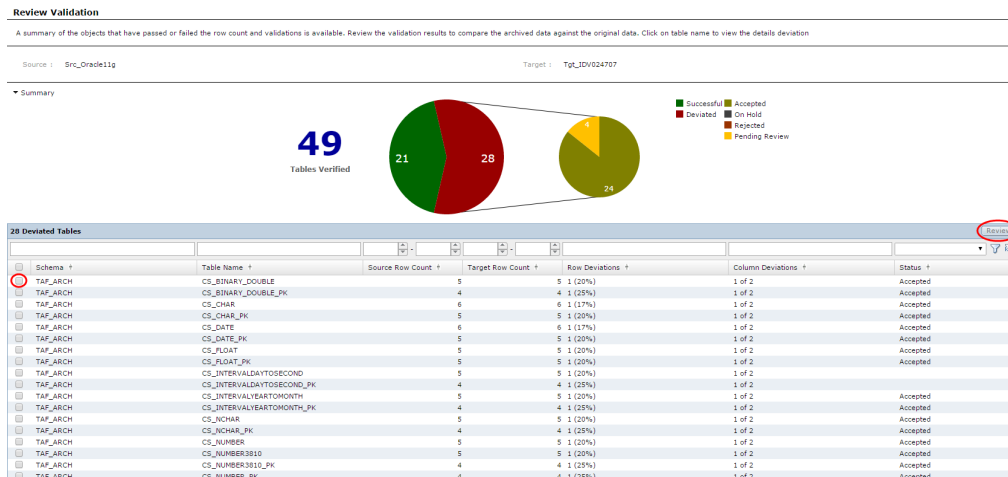 Review Validation
A summary of the objects that have passed or failed the row count and validations is available. Review the validation results to compare the archived data against the original data. Click on table name to view the details deviation
Source : Src_Oracle11g Target : Tgt_IDV024707
Summary
49
Tables Verified
21 28
4
24
Successful Accepted
Deviated On Hold
Rejected
Pending Review
28 Deviated Tables Review
- -
Schema Table Name Source Row Count Target Row Count Row Deviations Column Deviations Status
TAF_ARCH CS_BINARY_DOUBLE 5 5 1 (20%) 1 of 2 Accepted
TAF_ARCH CS_BINARY_DOUBLE_PK 4 4 1 (25%) 1 of 2 Accepted
TAF_ARCH CS_CHAR 6 6 1 (17%) 1 of 2 Accepted
TAF_ARCH CS_CHAR_PK 5 5 1 (20%) 1 of 2 Accepted
TAF_ARCH CS_DATE 6 6 1 (17%) 1 of 2 Accepted
TAF_ARCH CS_DATE_PK 5 5 1 (20%) 1 of 2 Accepted
TAF_ARCH CS_FLOAT 5 5 1 (20%) 1 of 2 Accepted
TAF_ARCH CS_FLOAT_PK 5 5 1 (20%) 1 of 2 Accepted
TAF_ARCH CS_INTERVALDAYTOSECOND 5 5 1 (20%) 1 of 2
TAF_ARCH CS_INTERVALDAYTOSECOND_PK 4 4 1 (25%) 1 of 2
TAF_ARCH CS_INTERVALYEARTOMONTH 5 5 1 (20%) 1 of 2 Accepted
TAF_ARCH CS_INTERVALYEARTOMONTH_PK 4 4 1 (25%) 1 of 2 Accepted
TAF_ARCH CS_NCHAR 5 5 1 (20%) 1 of 2 Accepted
TAF_ARCH CS_NCHAR_PK 4 4 1 (25%) 1 of 2 Accepted
TAF_ARCH CS_NUMBER 5 5 1 (20%) 1 of 2 Accepted
TAF_ARCH CS_NUMBER3810 5 5 1 (20%) 1 of 2 Accepted
TAF_ARCH CS_NUMBER3810_PK 4 4 1 (25%) 1 of 2 Accepted
TAF_ARCH CS_NUMBER_PK 4 4 1 (25%) 1 of 2 Accepted